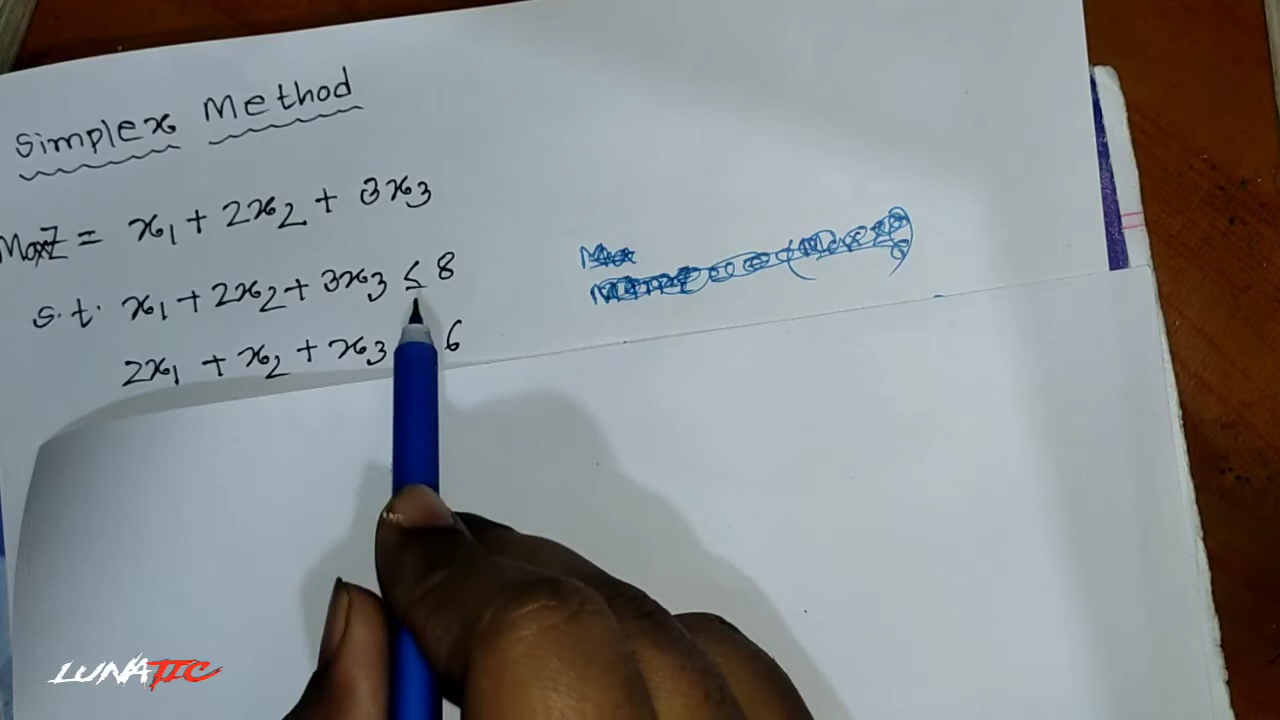 Simplex Method
Max Z = x₁ + 2x₂ + 3x₃
s.t. x₁ + 2x₂ + 3x₃ ≤ 8
2x₁ + x₂ + x₃ 6
LUNATIC